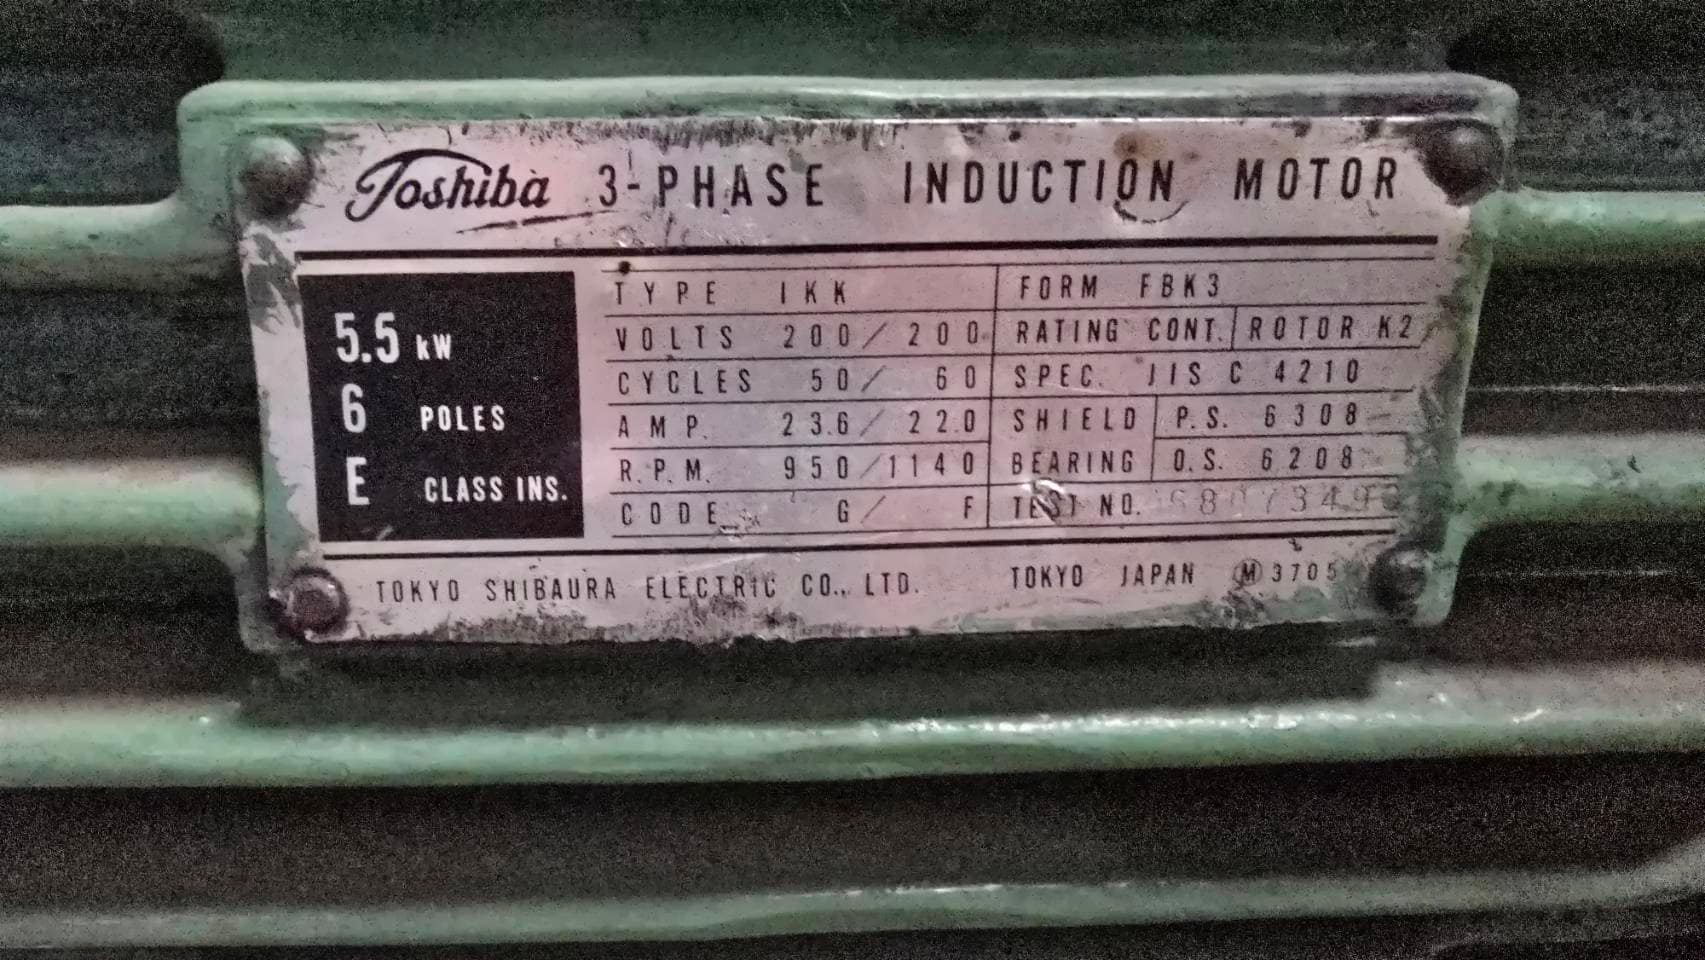 Toshiba 3-PHASE INDUCTION MOTOR
5.5 kW
6 POLES
E CLASS INS.
TYPE IKK
VOLTS 200/200
CYCLES 50/60
AMP. 23.6/22.0
R.P.M. 950/1140
CODE G/F
FORM FBK3
RATING CONT. ROTOR K2
SPEC. JIS C 4210
SHIELD P.S. 6308
BEARING O.S. 6208
TEST NO.
TOKYO SHIBAURA ELECTRIC CO., LTD. TOKYO JAPAN Ⓜ 3705